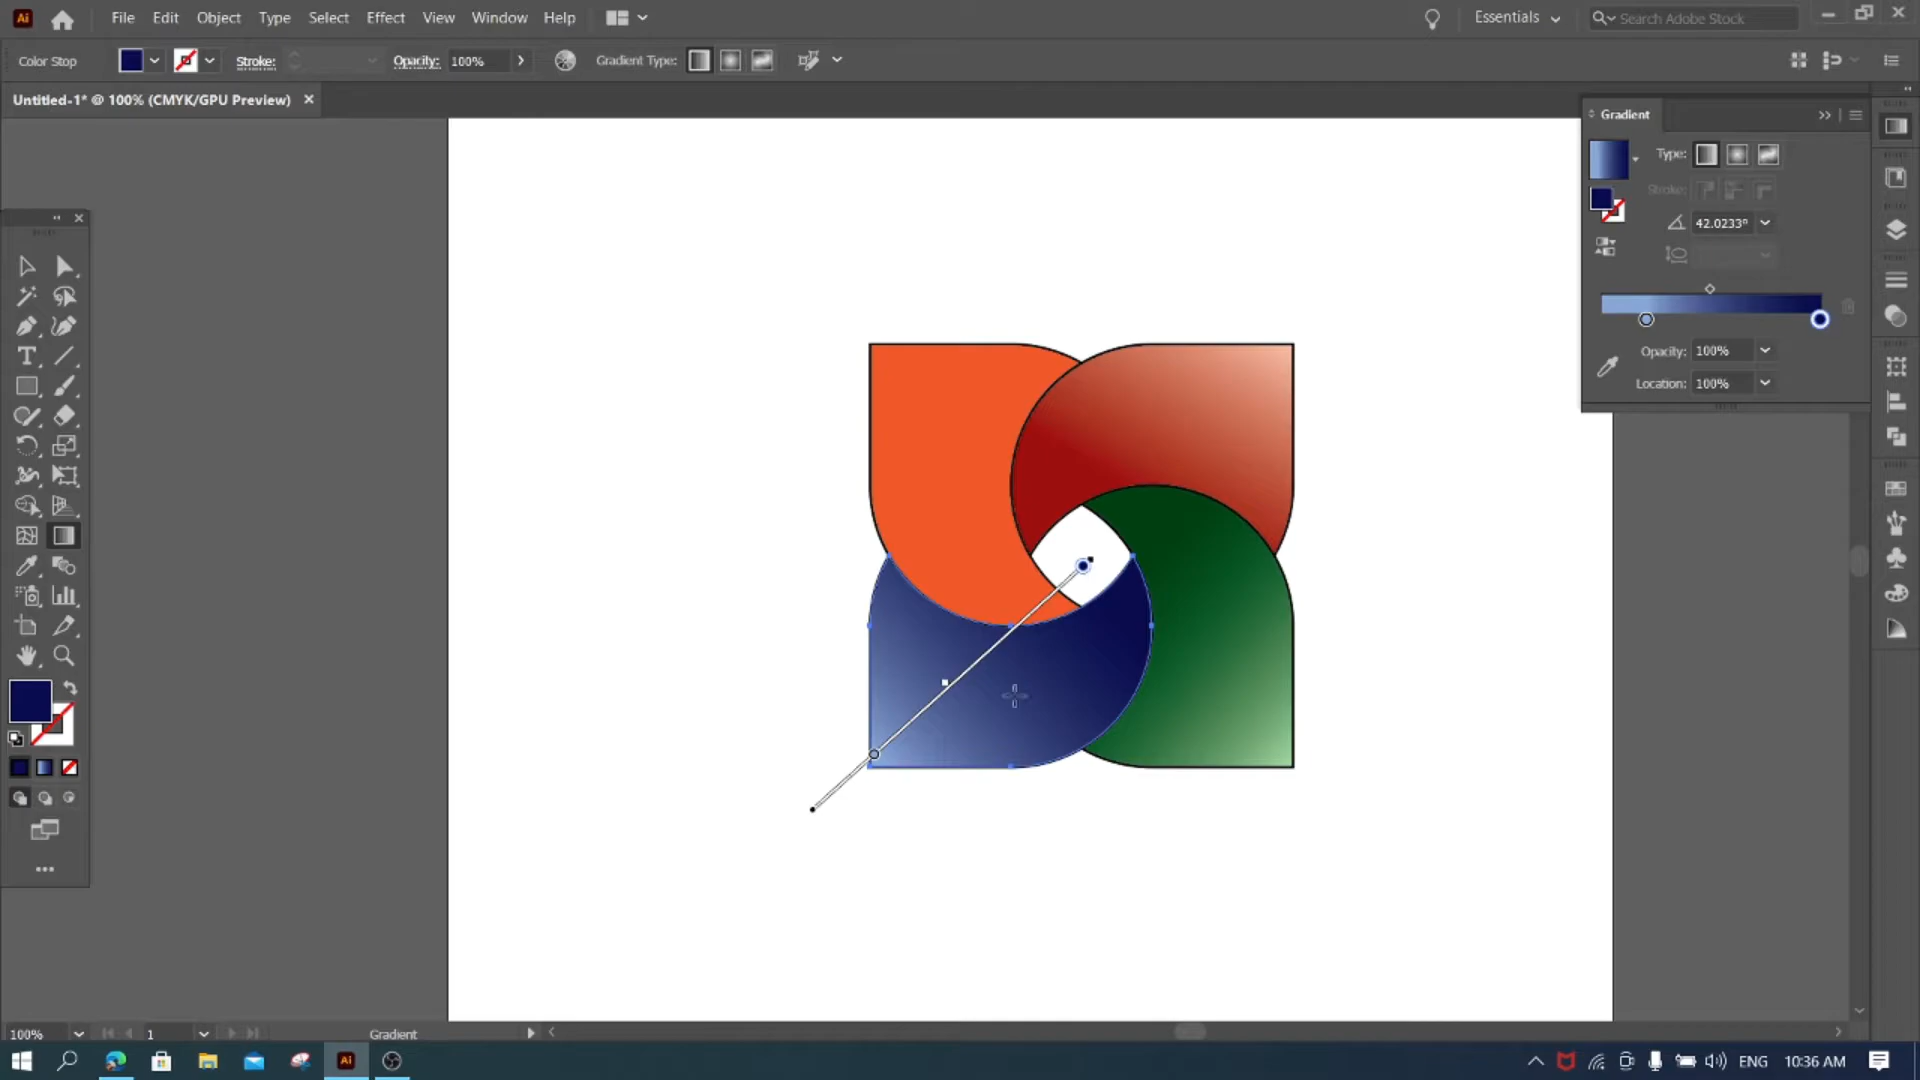 Ai File Edit Object Type Select Effect View Window Help Essentials Search Adobe Stock
Color Stop Stroke: Opacity: 100% Gradient Type:
Untitled-1* @ 100% (CMYK/GPU Preview)
Gradient
Type:
Stroke:
42.0233°
Opacity: 100%
Location: 100%
T
100% 1 Gradient
Ai ENG 10:36 AM